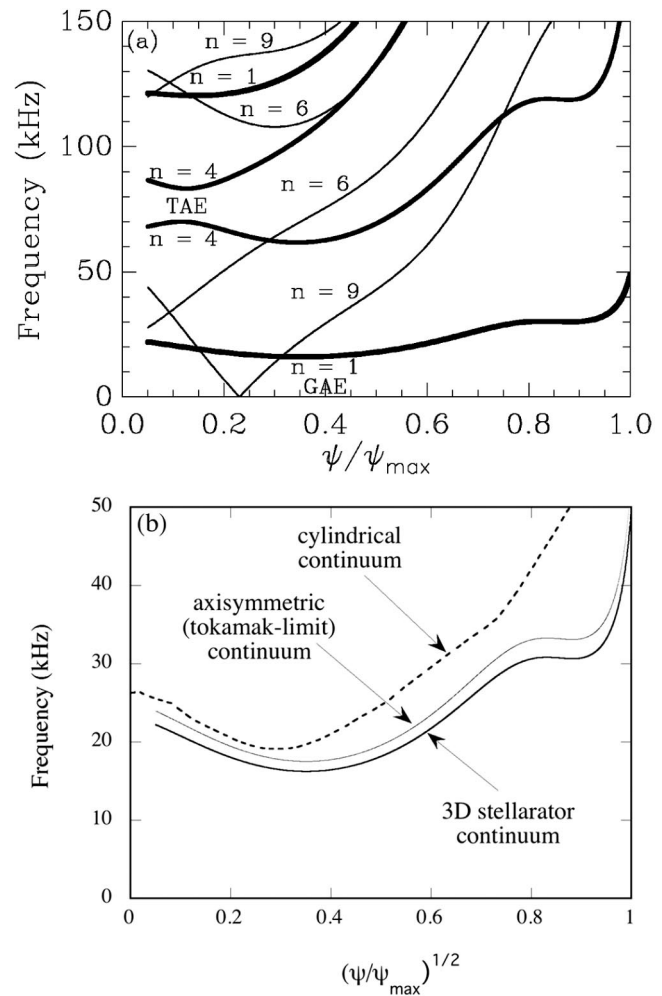 (a)
150
100
50
0
Frequency (kHz)
n = 9
n = 1
n = 6
n = 4
TAE
n = 4
n = 6
n = 9
n = 1
GAE
0.0 0.2 0.4 0.6 0.8 1.0
ψ/ψmax
(b)
50
40
30
20
10
0
Frequency (kHz)
cylindrical
continuum
axisymmetric
(tokamak-limit)
continuum
3D stellarator
continuum
0 0.2 0.4 0.6 0.8 1
(ψ/ψmax)1/2